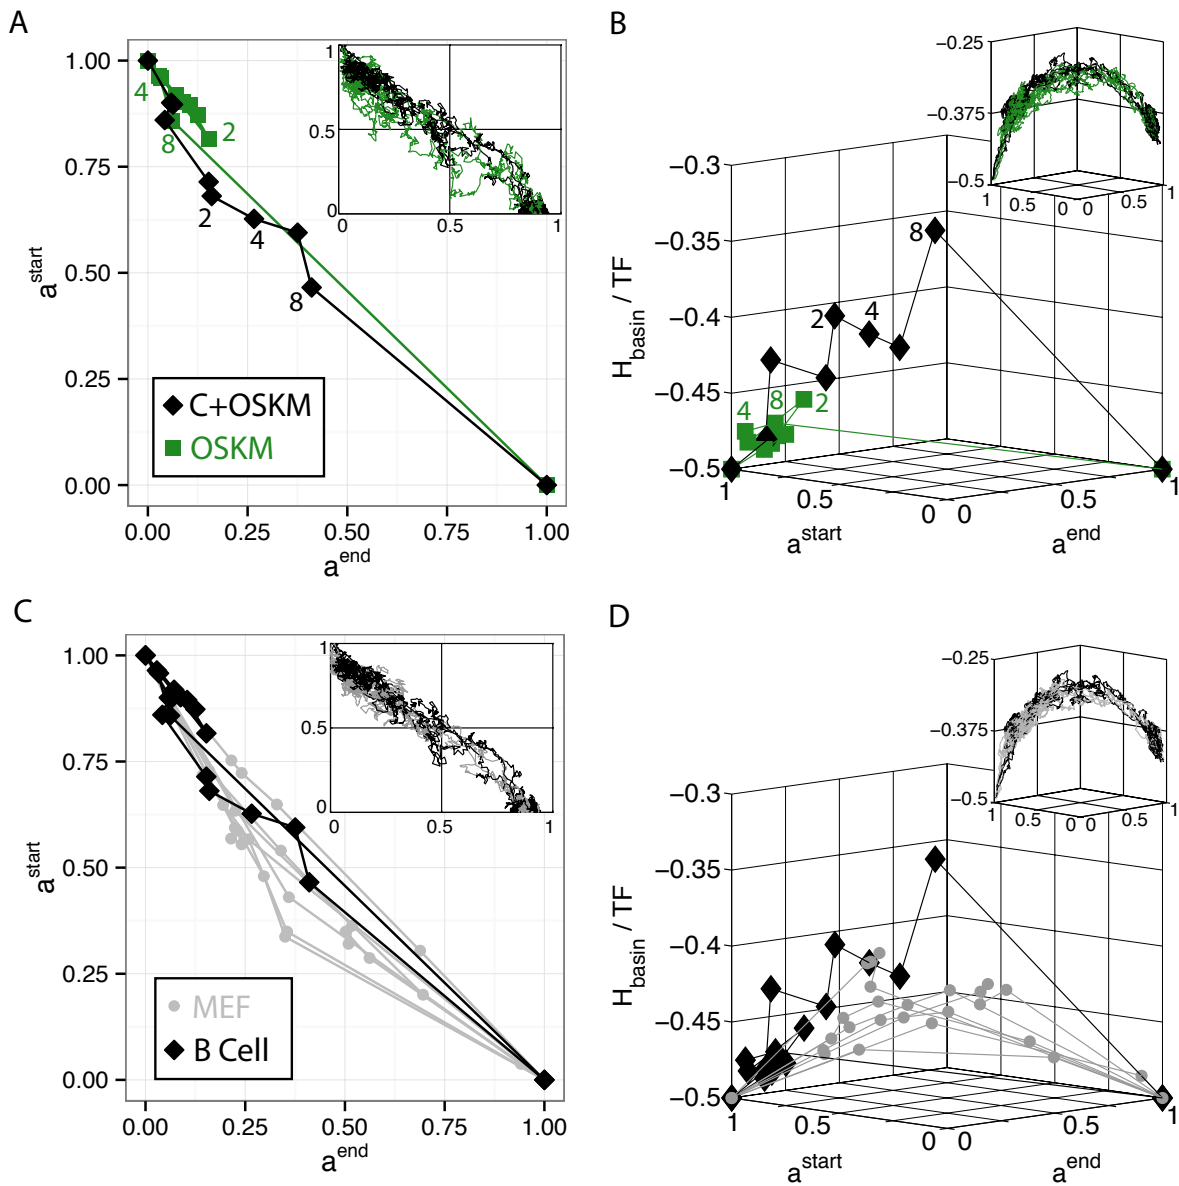 A
1.00
0.75
0.50
0.25
0.00
a^start
0.00 0.25 0.50 0.75 1.00
a^end
4
8
2
2
4
8
C+OSKM
OSKM
1
0.5
0
0 0.5 1
B
−0.3
−0.35
−0.4
−0.45
−0.5
H_basin / TF
8
2
4
4
8
2
1 0.5 0 0 0.5 1
a^start a^end
−0.25
−0.375
−0.5
1 0.5 0 0 0.5 1
C
1.00
0.75
0.50
0.25
0.00
a^start
0.00 0.25 0.50 0.75 1.00
a^end
MEF
B Cell
1
0.5
0
0 0.5 1
D
−0.3
−0.35
−0.4
−0.45
−0.5
H_basin / TF
1 0.5 0 0 0.5 1
a^start a^end
−0.25
−0.375
−0.5
1 0.5 0 0 0.5 1